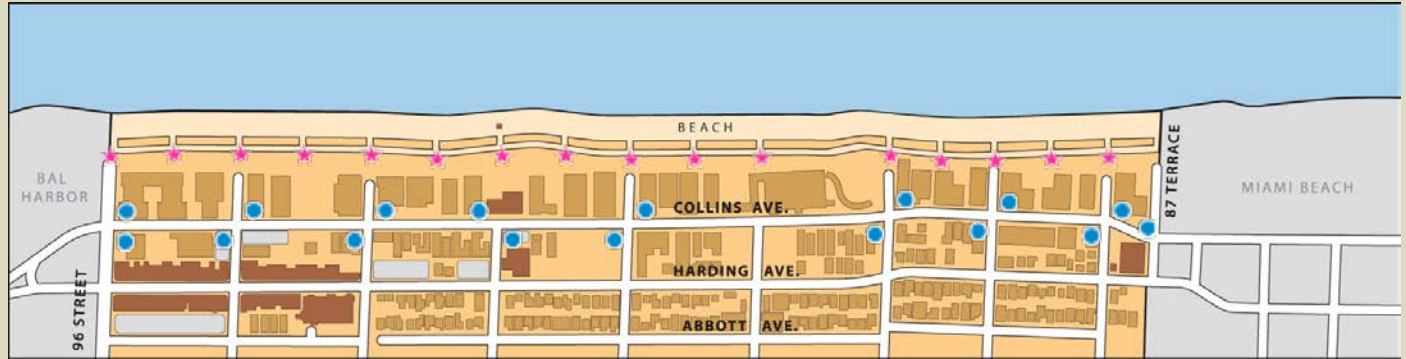 BEACH
BAL
HARBOR
96 STREET
COLLINS AVE.
HARDING AVE.
ABBOTT AVE.
87 TERRACE
MIAMI BEACH